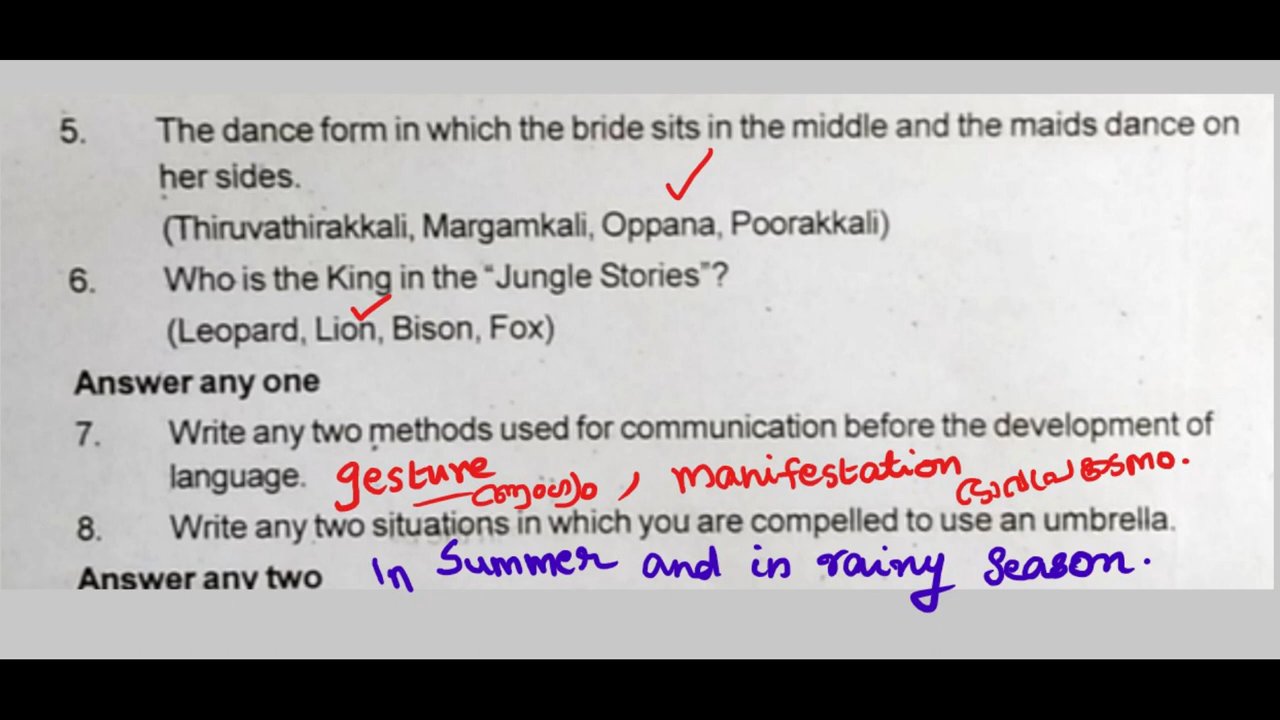 5. The dance form in which the bride sits in the middle and the maids dance on
her sides.
(Thiruvathirakkali, Margamkali, Oppana, Poorakkali)
6. Who is the King in the “Jungle Stories”?
(Leopard, Lion, Bison, Fox)
Answer any one
7. Write any two methods used for communication before the development of
language. gesture , manifestation
8. Write any two situations in which you are compelled to use an umbrella.
Answer any two In Summer and in rainy season.